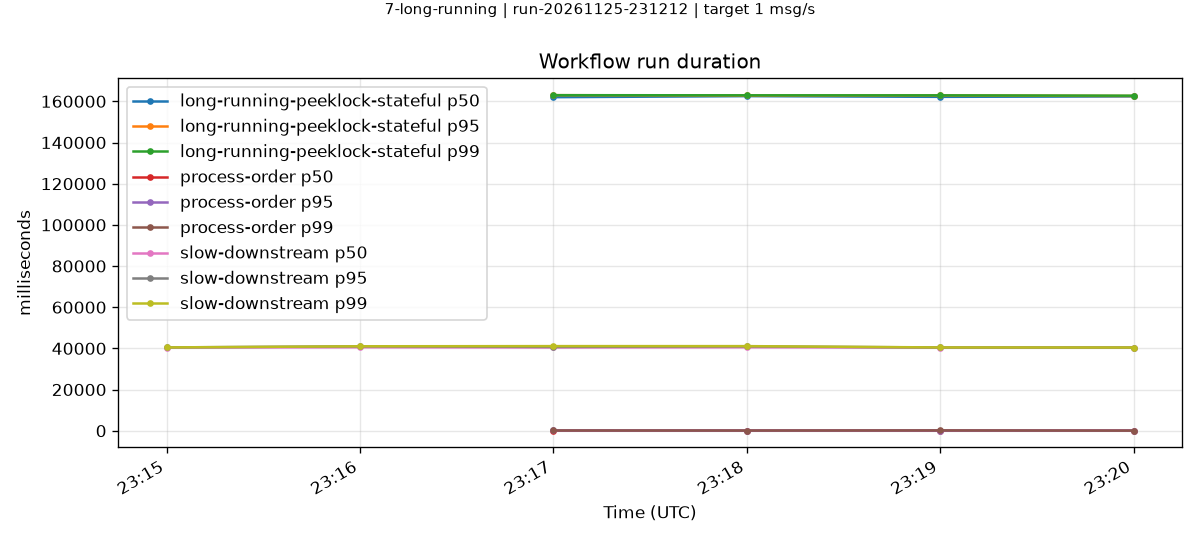 7-long-running | run-20261125-231212 | target 1 msg/s
Workflow run duration
milliseconds
160000
140000
120000
100000
80000
60000
40000
20000
0
long-running-peeklock-stateful p50
long-running-peeklock-stateful p95
long-running-peeklock-stateful p99
process-order p50
process-order p95
process-order p99
slow-downstream p50
slow-downstream p95
slow-downstream p99
23:15
23:16
23:17
23:18
23:19
23:20
Time (UTC)